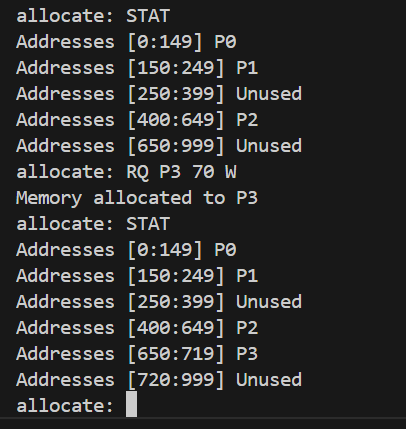 allocate: STAT
Addresses [0:149] P0
Addresses [150:249] P1
Addresses [250:399] Unused
Addresses [400:649] P2
Addresses [650:999] Unused
allocate: RQ P3 70 W
Memory allocated to P3
allocate: STAT
Addresses [0:149] P0
Addresses [150:249] P1
Addresses [250:399] Unused
Addresses [400:649] P2
Addresses [650:719] P3
Addresses [720:999] Unused
allocate: